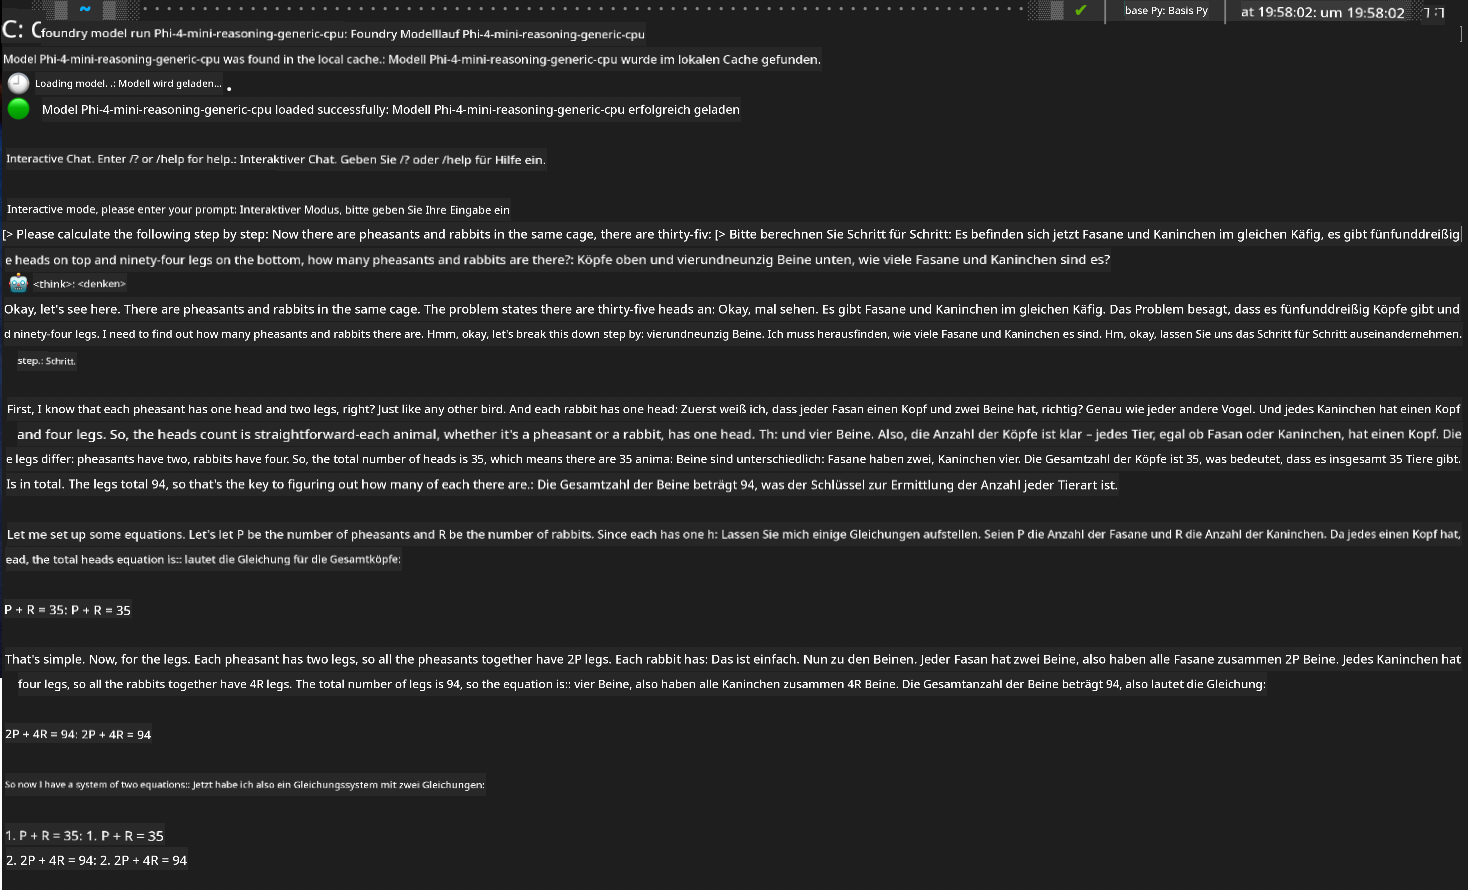 ~ ✔ base Py: Basis Py at 19:58:02: um 19:58:02
C: foundry model run Phi-4-mini-reasoning-generic-cpu: Foundry Modelllauf Phi-4-mini-reasoning-generic-cpu
Model Phi-4-mini-reasoning-generic-cpu was found in the local cache.: Modell Phi-4-mini-reasoning-generic-cpu wurde im lokalen Cache gefunden.
Loading model. .: Modell wird geladen... .
Model Phi-4-mini-reasoning-generic-cpu loaded successfully: Modell Phi-4-mini-reasoning-generic-cpu erfolgreich geladen
Interactive Chat. Enter /? or /help for help.: Interaktiver Chat. Geben Sie /? oder /help für Hilfe ein.
Interactive mode, please enter your prompt: Interaktiver Modus, bitte geben Sie Ihre Eingabe ein
[> Please calculate the following step by step: Now there are pheasants and rabbits in the same cage, there are thirty-fiv: [> Bitte berechnen Sie Schritt für Schritt: Es befinden sich jetzt Fasane und Kaninchen im gleichen Käfig, es gibt fünfunddreißig
e heads on top and ninety-four legs on the bottom, how many pheasants and rabbits are there?: Köpfe oben und vierundneunzig Beine unten, wie viele Fasane und Kaninchen sind es?
<think>: <denken>
Okay, let's see here. There are pheasants and rabbits in the same cage. The problem states there are thirty-five heads an: Okay, mal sehen. Es gibt Fasane und Kaninchen im gleichen Käfig. Das Problem besagt, dass es fünfunddreißig Köpfe gibt und
d ninety-four legs. I need to find out how many pheasants and rabbits there are. Hmm, okay, let's break this down step by: vierundneunzig Beine. Ich muss herausfinden, wie viele Fasane und Kaninchen es sind. Hm, okay, lassen Sie uns das Schritt für Schritt auseinandernehmen.
step.: Schritt.
First, I know that each pheasant has one head and two legs, right? Just like any other bird. And each rabbit has one head: Zuerst weiß ich, dass jeder Fasan einen Kopf und zwei Beine hat, richtig? Genau wie jeder andere Vogel. Und jedes Kaninchen hat einen Kopf
and four legs. So, the heads count is straightforward-each animal, whether it's a pheasant or a rabbit, has one head. Th: und vier Beine. Also, die Anzahl der Köpfe ist klar – jedes Tier, egal ob Fasan oder Kaninchen, hat einen Kopf. Die
e legs differ: pheasants have two, rabbits have four. So, the total number of heads is 35, which means there are 35 anima: Beine sind unterschiedlich: Fasane haben zwei, Kaninchen vier. Die Gesamtzahl der Köpfe ist 35, was bedeutet, dass es insgesamt 35 Tiere gibt.
Is in total. The legs total 94, so that's the key to figuring out how many of each there are.: Die Gesamtzahl der Beine beträgt 94, was der Schlüssel zur Ermittlung der Anzahl jeder Tierart ist.
Let me set up some equations. Let's let P be the number of pheasants and R be the number of rabbits. Since each has one h: Lassen Sie mich einige Gleichungen aufstellen. Seien P die Anzahl der Fasane und R die Anzahl der Kaninchen. Da jedes einen Kopf hat,
ead, the total heads equation is:: lautet die Gleichung für die Gesamtköpfe:
P + R = 35: P + R = 35
That's simple. Now, for the legs. Each pheasant has two legs, so all the pheasants together have 2P legs. Each rabbit has: Das ist einfach. Nun zu den Beinen. Jeder Fasan hat zwei Beine, also haben alle Fasane zusammen 2P Beine. Jedes Kaninchen hat
four legs, so all the rabbits together have 4R legs. The total number of legs is 94, so the equation is:: vier Beine, also haben alle Kaninchen zusammen 4R Beine. Die Gesamtanzahl der Beine beträgt 94, also lautet die Gleichung:
2P + 4R = 94: 2P + 4R = 94
So now I have a system of two equations:: Jetzt habe ich also ein Gleichungssystem mit zwei Gleichungen:
1. P + R = 35: 1. P + R = 35
2. 2P + 4R = 94: 2. 2P + 4R = 94